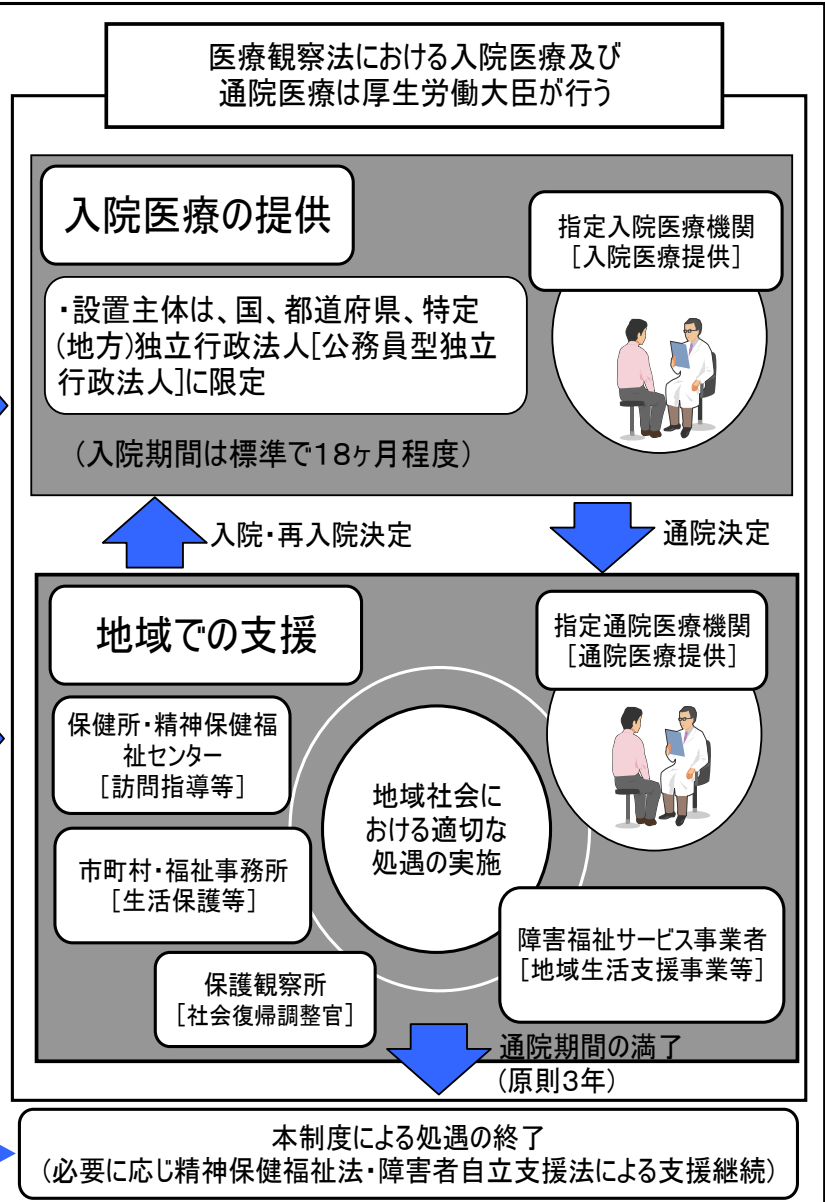 医療観察法における入院医療及び
通院医療は厚生労働大臣が行う
入院医療の提供
指定入院医療機関
［入院医療提供］
・設置主体は、国、都道府県、特定
(地方)独立行政法人[公務員型独立
行政法人]に限定
（入院期間は標準で１８ヶ月程度）
入院・再入院決定
通院決定
地域での支援
指定通院医療機関
［通院医療提供］
保健所・精神保健福
祉センター
［訪問指導等］
地域社会に
おける適切な
処遇の実施
市町村・福祉事務所
［生活保護等］
障害福祉サービス事業者
［地域生活支援事業等］
保護観察所
［社会復帰調整官］
通院期間の満了
(原則３年)
本制度による処遇の終了
(必要に応じ精神保健福祉法・障害者自立支援法による支援継続)